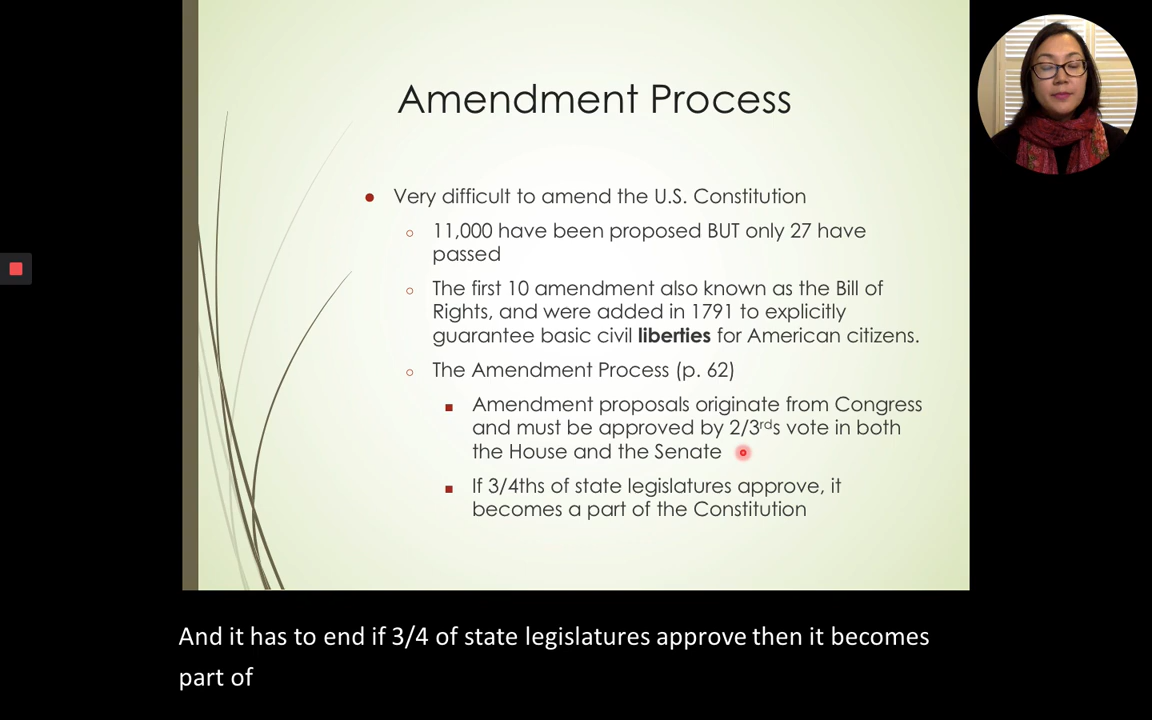 Amendment Process
Very difficult to amend the U.S. Constitution
11,000 have been proposed BUT only 27 have
passed
The first 10 amendment also known as the Bill of
Rights, and were added in 1791 to explicitly
guarantee basic civil liberties for American citizens.
The Amendment Process (p. 62)
Amendment proposals originate from Congress
and must be approved by 2/3rds vote in both
the House and the Senate
If 3/4ths of state legislatures approve, it
becomes a part of the Constitution
And it has to end if 3/4 of state legislatures approve then it becomes
part of